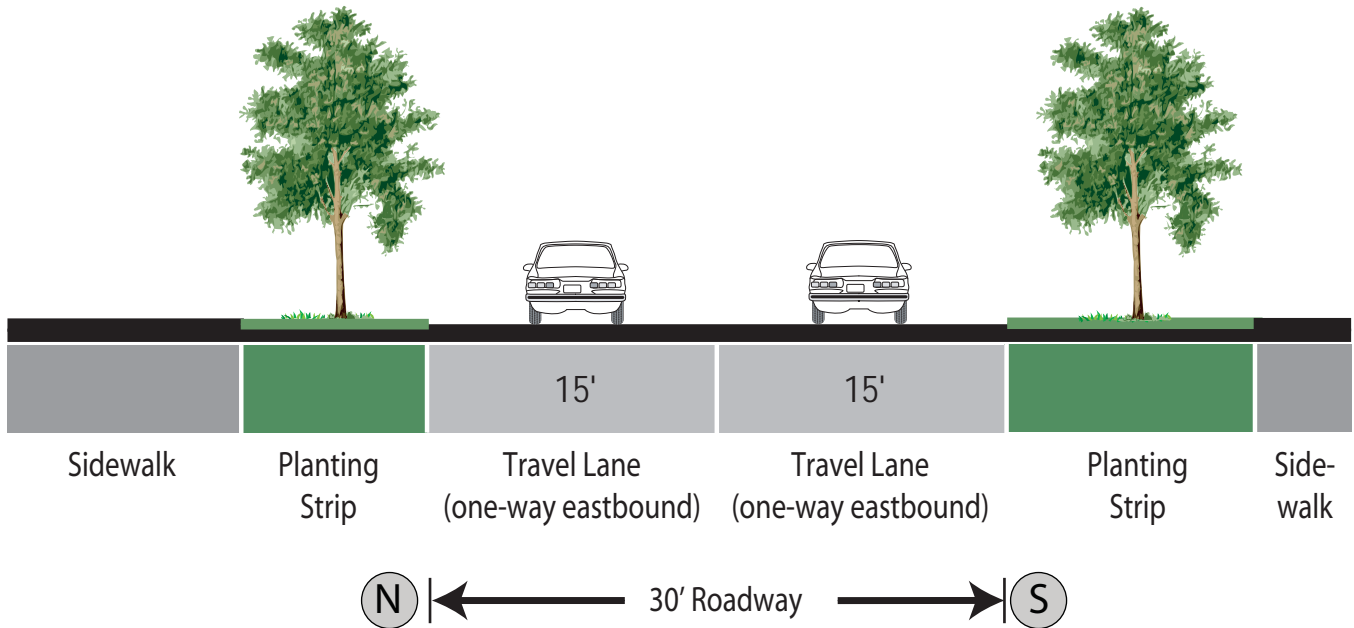 15'
15'
Sidewalk
Planting
Strip
Travel Lane
(one-way eastbound)
Travel Lane
(one-way eastbound)
Planting
Strip
Side-
walk
N
30’ Roadway
S